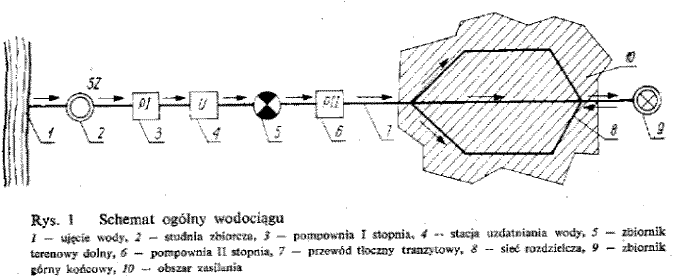 SZ
PI
U
PII
10
1
2
3
4
5
6
7
8
9
Rys. 1 Schemat ogólny wodociągu
1 — ujęcie wody, 2 — studnia zbiorcza, 3 — pompownia I stopnia, 4 — stacja uzdatniania wody, 5 — zbiornik
terenowy dolny, 6 — pompownia II stopnia, 7 — przewód tłoczny tranzytowy, 8 — sieć rozdzielcza, 9 — zbiornik
górny końcowy, 10 — obszar zasilania